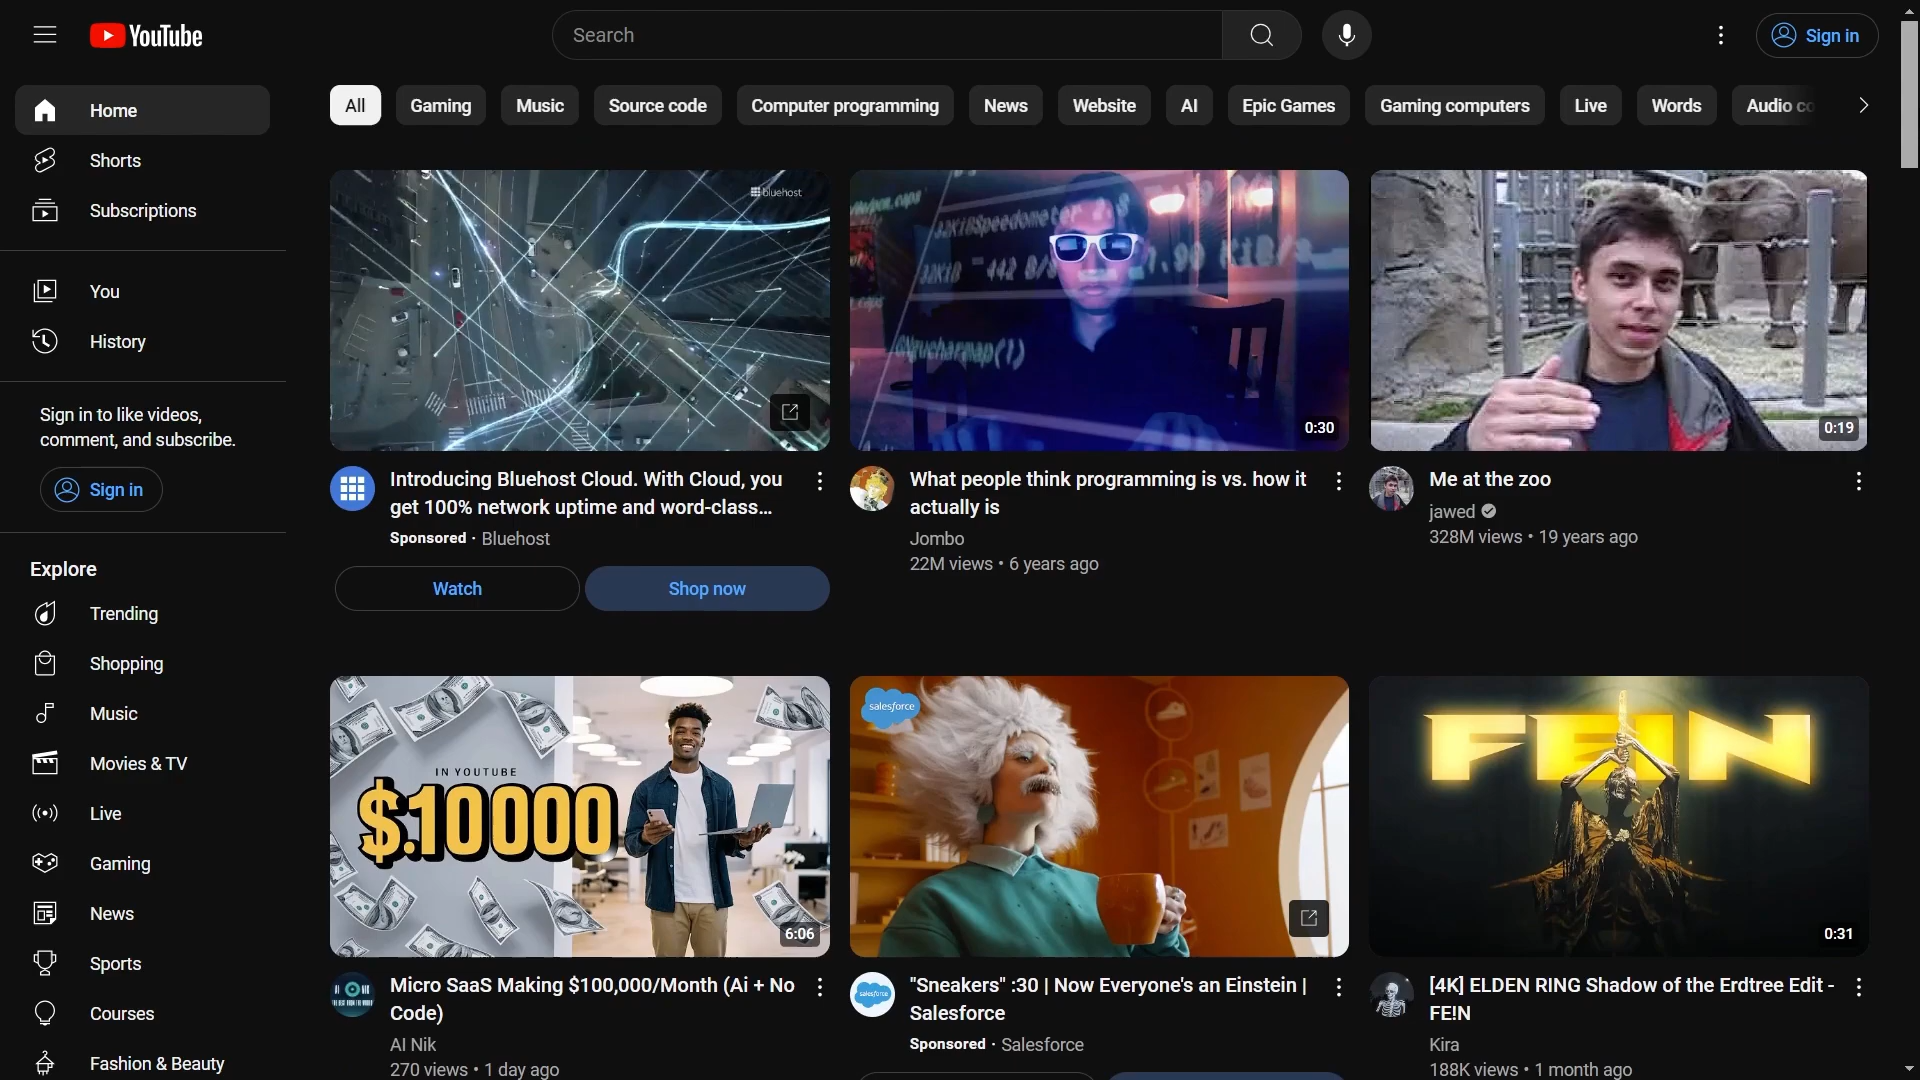 YouTube
Search
Sign in
Home
Shorts
Subscriptions
You
History
Sign in to like videos,
comment, and subscribe.
Sign in
Explore
Trending
Shopping
Music
Movies & TV
Live
Gaming
News
Sports
Courses
Fashion & Beauty
All
Gaming
Music
Source code
Computer programming
News
Website
AI
Epic Games
Gaming computers
Live
Words
Audio co
bluehost
Introducing Bluehost Cloud. With Cloud, you
get 100% network uptime and word-class...
Sponsored · Bluehost
Watch
Shop now
0:30
What people think programming is vs. how it
actually is
Jombo
22M views • 6 years ago
0:19
Me at the zoo
jawed
328M views • 19 years ago
IN YOUTUBE
$.10000
6:06
Micro SaaS Making $100,000/Month (Ai + No
Code)
AI Nik
270 views • 1 day ago
salesforce
salesforce
"Sneakers" :30 | Now Everyone's an Einstein |
Salesforce
Sponsored · Salesforce
FEIN
0:31
[4K] ELDEN RING Shadow of the Erdtree Edit -
FE!N
Kira
188K views • 1 month ago